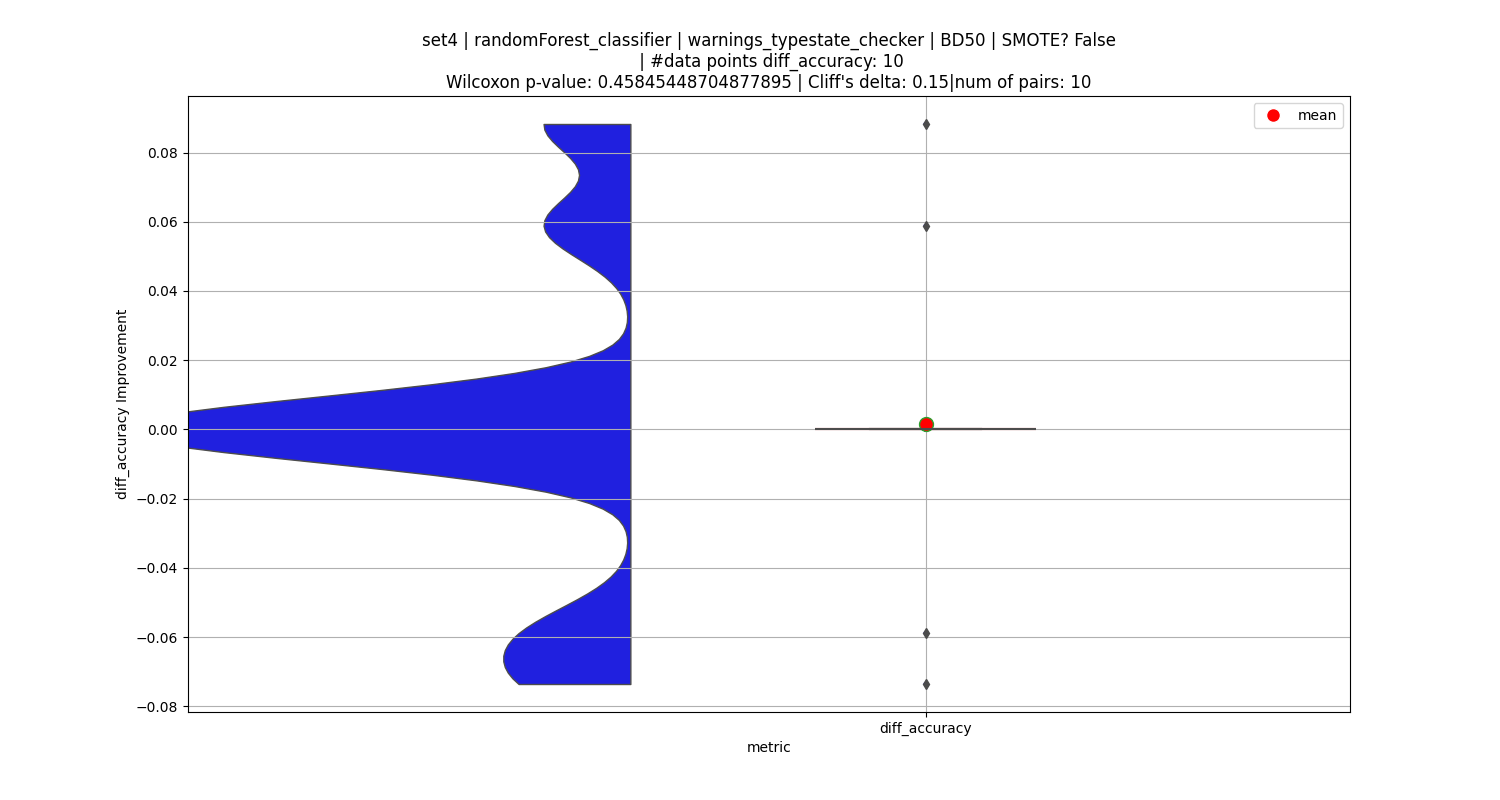 set4 | randomForest_classifier | warnings_typestate_checker | BD50 | SMOTE? False
| #data points diff_accuracy: 10
Wilcoxon p-value: 0.45845448704877895 | Cliff's delta: 0.15|num of pairs: 10
mean
0.08
0.06
0.04
0.02
0.00
−0.02
−0.04
−0.06
−0.08
diff_accuracy Improvement
diff_accuracy
metric